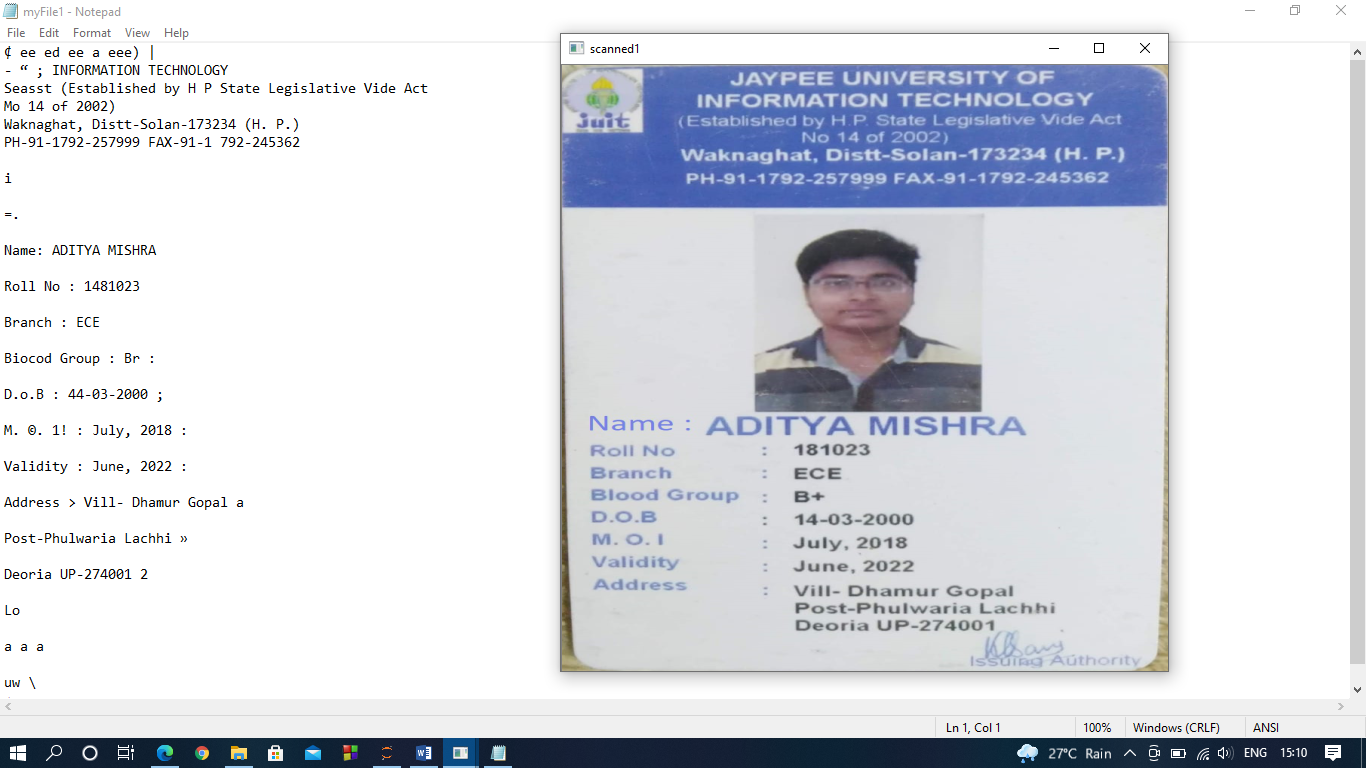 myFile1 - Notepad
File Edit Format View Help
¢ ee ed ee a eee) |
- “ ; INFORMATION TECHNOLOGY
Seasst (Established by H P State Legislative Vide Act
Mo 14 of 2002)
Waknaghat, Distt-Solan-173234 (H. P.)
PH-91-1792-257999 FAX-91-1 792-245362
i
=.
Name: ADITYA MISHRA
Roll No : 1481023
Branch : ECE
Biocod Group : Br :
D.o.B : 44-03-2000 ;
M. ©. 1! : July, 2018 :
Validity : June, 2022 :
Address > Vill- Dhamur Gopal a
Post-Phulwaria Lachhi »
Deoria UP-274001 2
Lo
a a a
uw \
scanned1
juit
JAYPEE UNIVERSITY OF
INFORMATION TECHNOLOGY
(Established by H.P. State Legislative Vide Act
No 14 of 2002)
Waknaghat, Distt-Solan-173234 (H. P.)
PH-91-1792-257999 FAX-91-1792-245362
Name : ADITYA MISHRA
Roll No : 181023
Branch : ECE
Blood Group : B+
D.O.B : 14-03-2000
M. O. I : July, 2018
Validity : June, 2022
Address : Vill- Dhamur Gopal
Post-Phulwaria Lachhi
Deoria UP-274001
Issuing Authority
Ln 1, Col 1 100% Windows (CRLF) ANSI
27°C Rain ENG 15:10